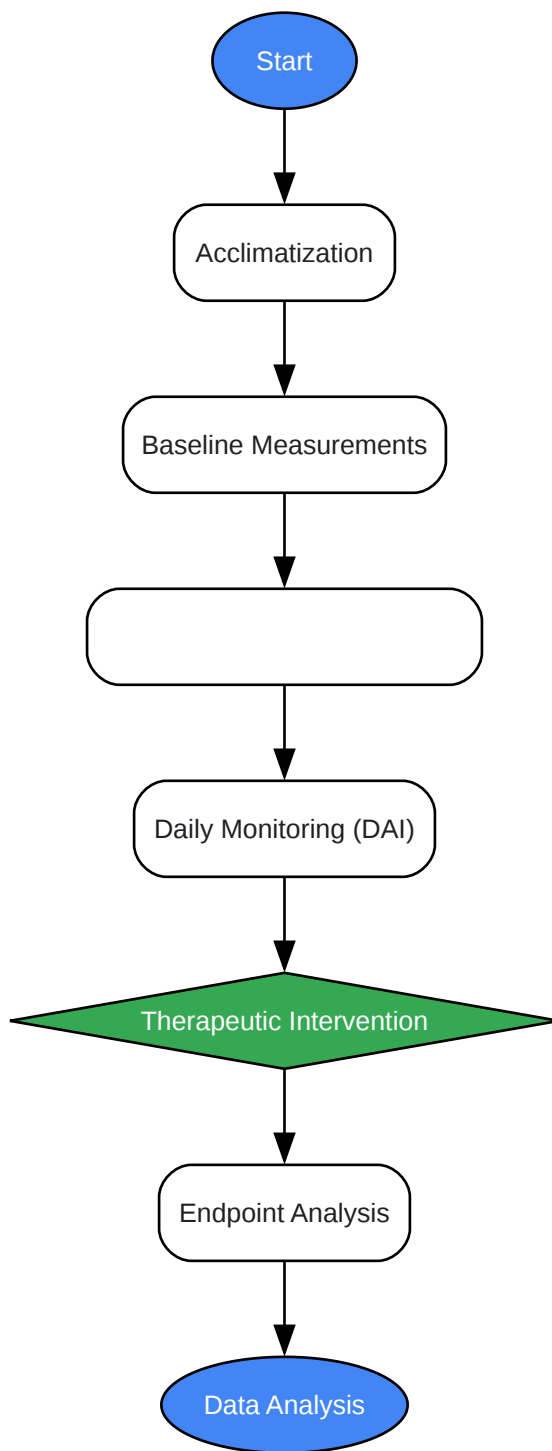 Start
Acclimatization
Baseline Measurements
Daily Monitoring (DAI)
Therapeutic Intervention
Endpoint Analysis
Data Analysis